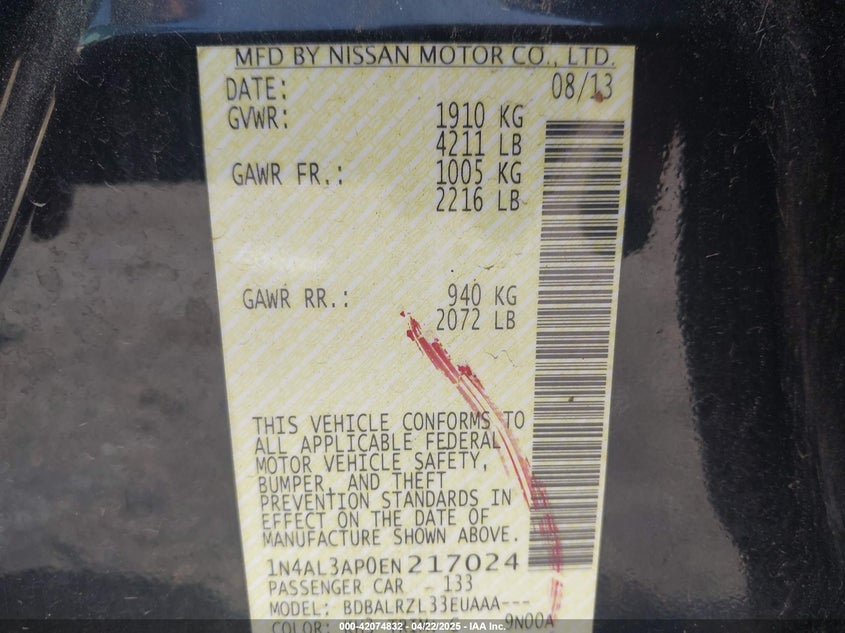 MFD BY NISSAN MOTOR CO., LTD.
DATE: 08/13
GVWR: 1910 KG
4211 LB
GAWR FR.: 1005 KG
2216 LB
GAWR RR.: 940 KG
2072 LB
THIS VEHICLE CONFORMS TO
ALL APPLICABLE FEDERAL
MOTOR VEHICLE SAFETY,
BUMPER, AND THEFT
PREVENTION STANDARDS IN
EFFECT ON THE DATE OF
MANUFACTURE SHOWN ABOVE.
1N4AL3AP0EN217024
PASSENGER CAR 133
MODEL: BDBALRZL33EUAAA---
COLOR: 9N00A
000-42074832 - 04/22/2025 - IAA Inc.